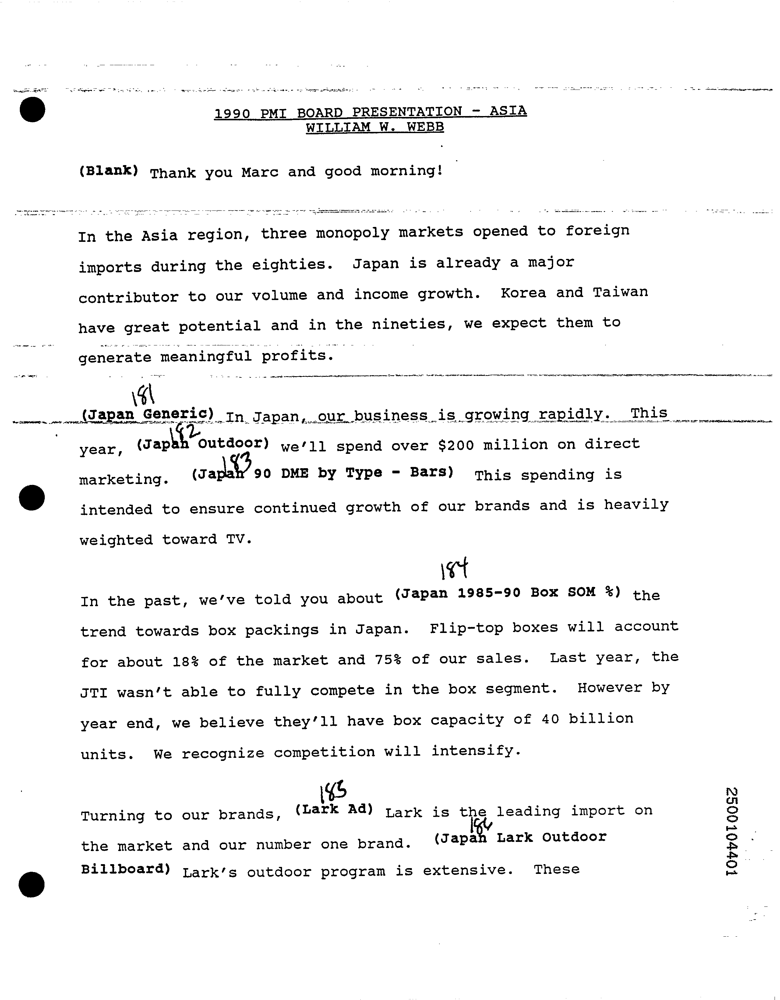 1990 PMI BOARD PRESENTATION - ASIA
WILLIAM W. WEBB
(Blank) Thank you Marc and good morning!
In the Asia region, three monopoly markets opened to foreign
imports during the eighties. Japan is already a major
contributor to our volume and income growth. Korea and Taiwan
have great potential and in the nineties, we expect them to
generate meaningful profits.
181
(Japan Generic) In Japan, our business is growing rapidly. This
182
year, (Japan Outdoor) we'll spend over $200 million on direct
183
marketing. (Japan 90 DME by Type - Bars) This spending is
intended to ensure continued growth of our brands and is heavily
weighted toward TV.
184
In the past, we've told you about (Japan 1985-90 Box SOM %) the
trend towards box packings in Japan. Flip-top boxes will account
for about 18% of the market and 75% of our sales. Last year, the
JTI wasn't able to fully compete in the box segment. However by
year end, we believe they'll have box capacity of 40 billion
units. We recognize competition will intensify.
185
Turning to our brands, (Lark Ad) Lark is the leading import on
186
the market and our number one brand. (Japan Lark Outdoor
Billboard) Lark's outdoor program is extensive. These
2500104401